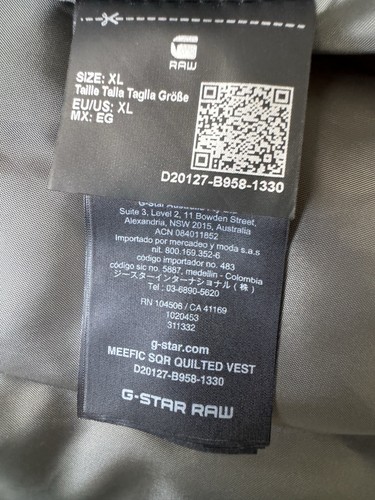 RAW
SIZE: XL
Taille Talla Taglia Größe
EU/US: XL
MX: EG
D20127-B958-1330
G-Star Australia Pty Ltd
Suite 3, Level 2, 11 Bowden Street,
Alexandria, NSW 2015, Australia
ACN 084011852
Importado por mercadeo y moda s.a.s
nit. 800.169.352-6
código importador no. 483
código sic no. 5887, medellin - Colombia
ジースターインターナショナル(株)
Tel : 03-6890-5620
RN 104506 / CA 41169
1020453
311332
g-star.com
MEEFIC SQR QUILTED VEST
D20127-B958-1330
G-STAR RAW